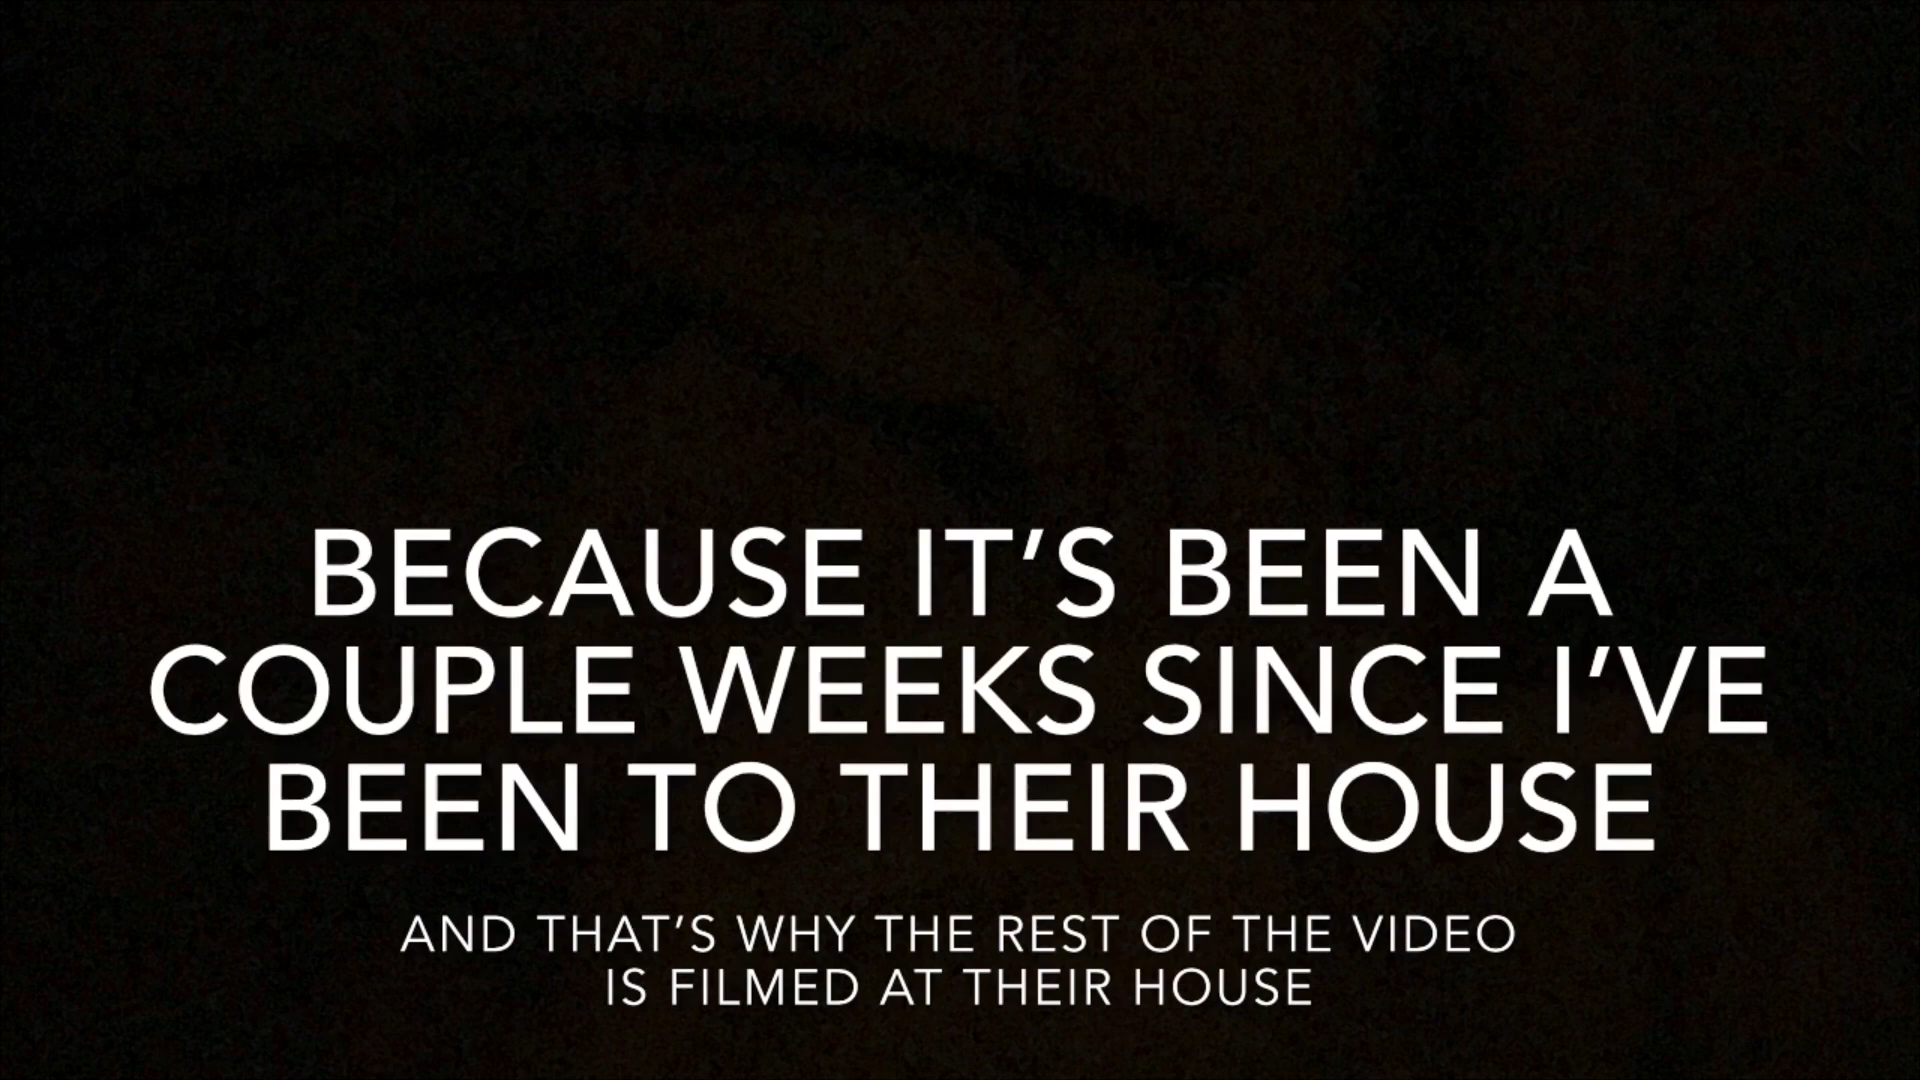 BECAUSE IT’S BEEN A
COUPLE WEEKS SINCE I’VE
BEEN TO THEIR HOUSE
AND THAT’S WHY THE REST OF THE VIDEO
IS FILMED AT THEIR HOUSE